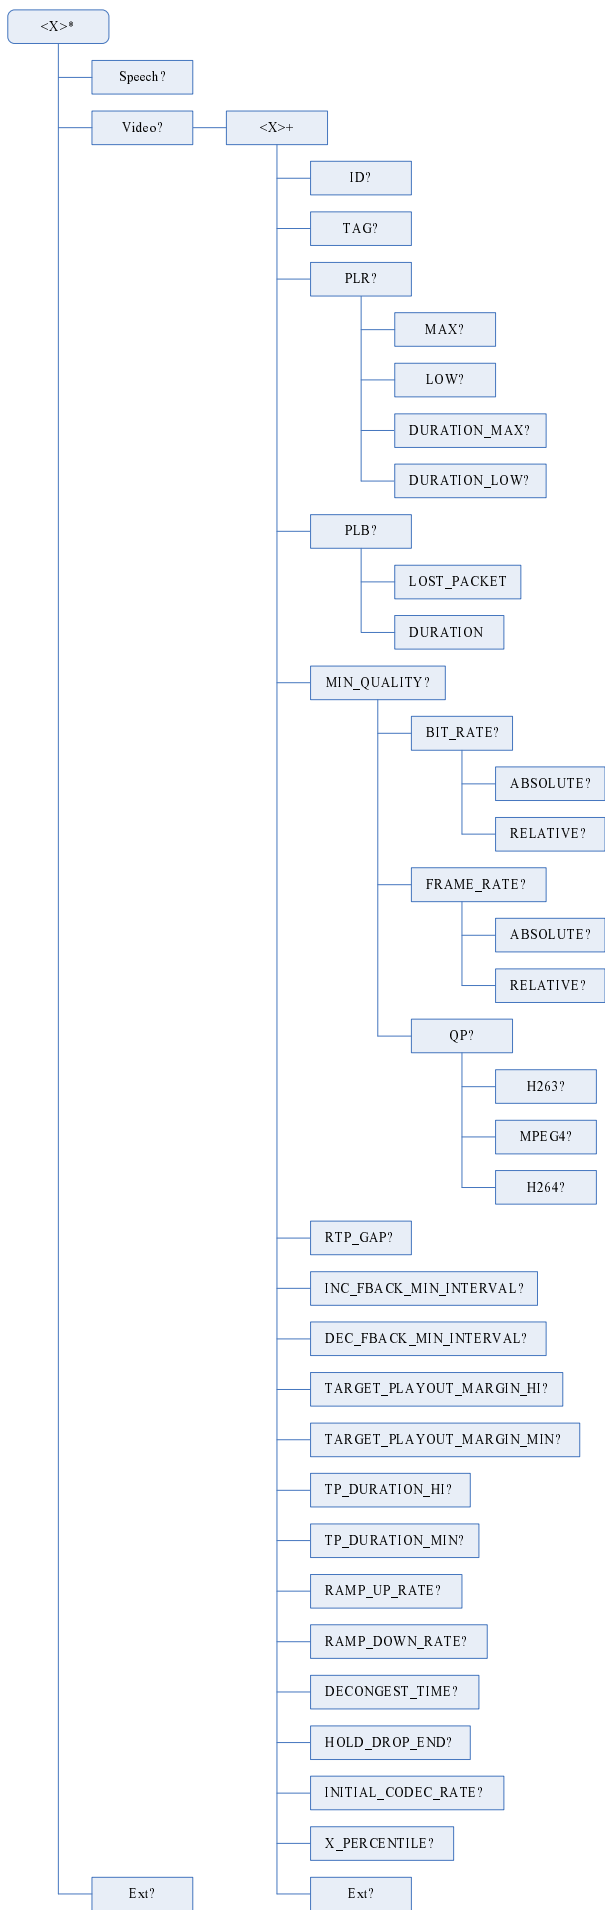 <X>*
Speech?
Video?
<X>+
ID?
TAG?
PLR?
MAX?
LOW?
DURATION_MAX?
DURATION_LOW?
PLB?
LOST_PACKET
DURATION
MIN_QUALITY?
BIT_RATE?
ABSOLUTE?
RELATIVE?
FRAME_RATE?
ABSOLUTE?
RELATIVE?
QP?
H263?
MPEG4?
H264?
RTP_GAP?
INC_FBACK_MIN_INTERVAL?
DEC_FBACK_MIN_INTERVAL?
TARGET_PLAYOUT_MARGIN_HI?
TARGET_PLAYOUT_MARGIN_MIN?
TP_DURATION_HI?
TP_DURATION_MIN?
RAMP_UP_RATE?
RAMP_DOWN_RATE?
DECONGEST_TIME?
HOLD_DROP_END?
INITIAL_CODEC_RATE?
X_PERCENTILE?
Ext?
Ext?